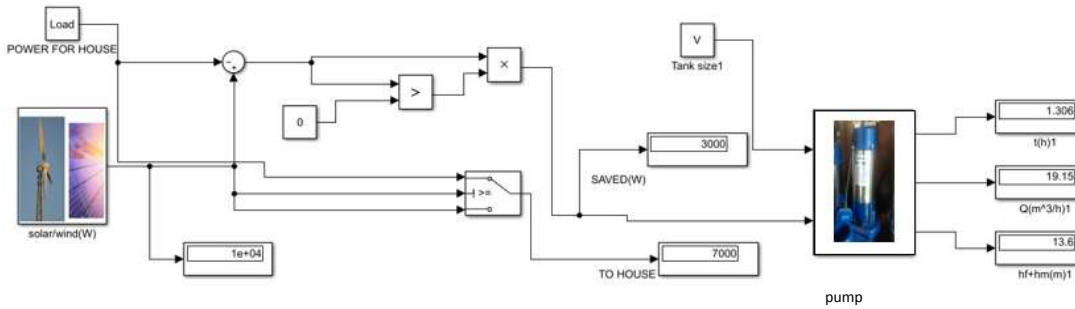 Load
POWER FOR HOUSE
- +
V
Tank size1
×
>
0
1.306
t(h)1
3000
SAVED(W)
>=
19.15
Q(m^3/h)1
solar/wind(W)
1e+04
7000
TO HOUSE
13.6
hf+hm(m)1
pump